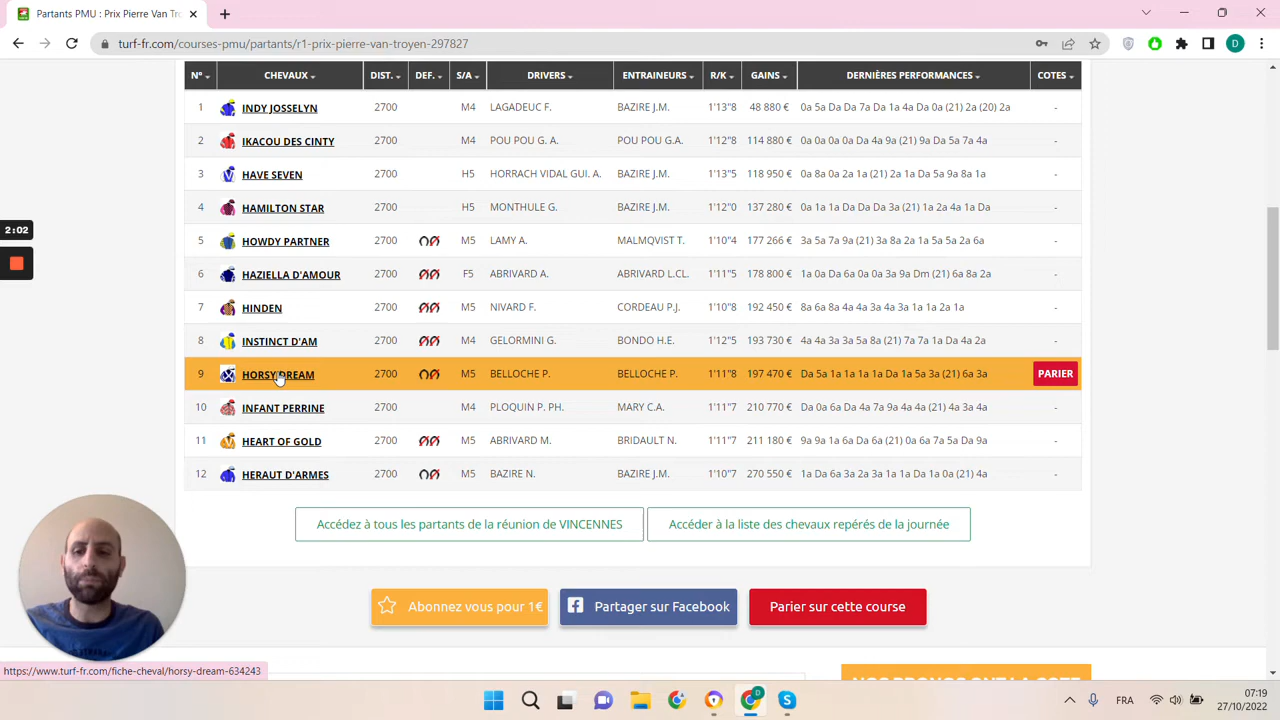 Partants PMU : Prix Pierre Van Tro
turf-fr.com/courses-pmu/partants/r1-prix-pierre-van-troyen-297827
D
N° CHEVAUX DIST. DEF. S/A DRIVERS ENTRAINEURS R/K GAINS DERNIÈRES PERFORMANCES COTES
1 INDY JOSSELYN 2700 M4 LAGADEUC F. BAZIRE J.M. 1'13"8 48 880 € 0a 5a Da Da 7a Da 1a 4a Da 0a (21) 2a (20) 2a -
2 IKACOU DES CINTY 2700 M4 POU POU G. A. POU POU G.A. 1'12"8 114 880 € 0a 0a 0a 0a Da 4a 9a (21) 9a Da 5a 7a 4a -
3 HAVE SEVEN 2700 H5 HORRACH VIDAL GUI. A. BAZIRE J.M. 1'12"5 118 950 € 0a 8a 0a 2a 1a (21) 2a 1a Da 5a 9a 8a 1a -
4 HAMILTON STAR 2700 H5 MONTHULE G. BAZIRE J.M. 1'12"0 137 280 € 0a 1a 1a Da Da Da 3a (21) 1a 2a 4a 1a Da -
5 HOWDY PARTNER 2700 M5 LAMY A. MALMQVIST T. 1'10"4 177 266 € 3a 5a 7a 9a (21) 3a 8a 2a 1a 5a 5a 2a 6a -
6 HAZIELLA D'AMOUR 2700 F5 ABRIVARD A. ABRIVARD L.CL. 1'11"5 178 800 € 1a 0a Da 6a 0a 0a 3a 9a Dm (21) 6a 8a 2a -
7 HINDEN 2700 M5 NIVARD F. CORDEAU P.J. 1'10"8 192 450 € 8a 6a 8a 4a 4a 3a 4a 3a 1a 1a 2a 1a -
8 INSTINCT D'AM 2700 M4 GELORMINI G. BONDO H.E. 1'12"5 193 730 € 4a 4a 3a 3a 5a 8a (21) 7a 7a 1a Da 4a 2a -
9 HORSY DREAM 2700 M5 BELLOCHE P. BELLOCHE P. 1'11"8 197 470 € Da 5a 1a 1a 1a 1a Da 1a 5a 3a (21) 6a 3a PARIER
10 INFANT PERRINE 2700 M4 PLOQUIN P. PH. MARY C.A. 1'11"7 210 770 € Da 0a 6a Da 4a 7a 9a 4a 4a (21) 4a 3a 4a -
11 HEART OF GOLD 2700 M5 ABRIVARD M. BRIDAULT N. 1'11"7 211 180 € 9a 9a 1a 6a Da 6a (21) 0a 6a 7a 5a Da 9a -
12 HERAUT D'ARMES 2700 M5 BAZIRE N. BAZIRE J.M. 1'10"7 270 550 € 1a Da 6a 3a 2a 3a 1a 1a Da 1a 0a (21) 4a -
2:02
Accédez à tous les partants de la réunion de VINCENNES
Accéder à la liste des chevaux repérés de la journée
Abonnez vous pour 1€
Partager sur Facebook
Parier sur cette course
https://www.turf-fr.com/fiche-cheval/horsy-dream-634243
NOS PRONOS ONT LA COTE
D
FRA
07:19
27/10/2022